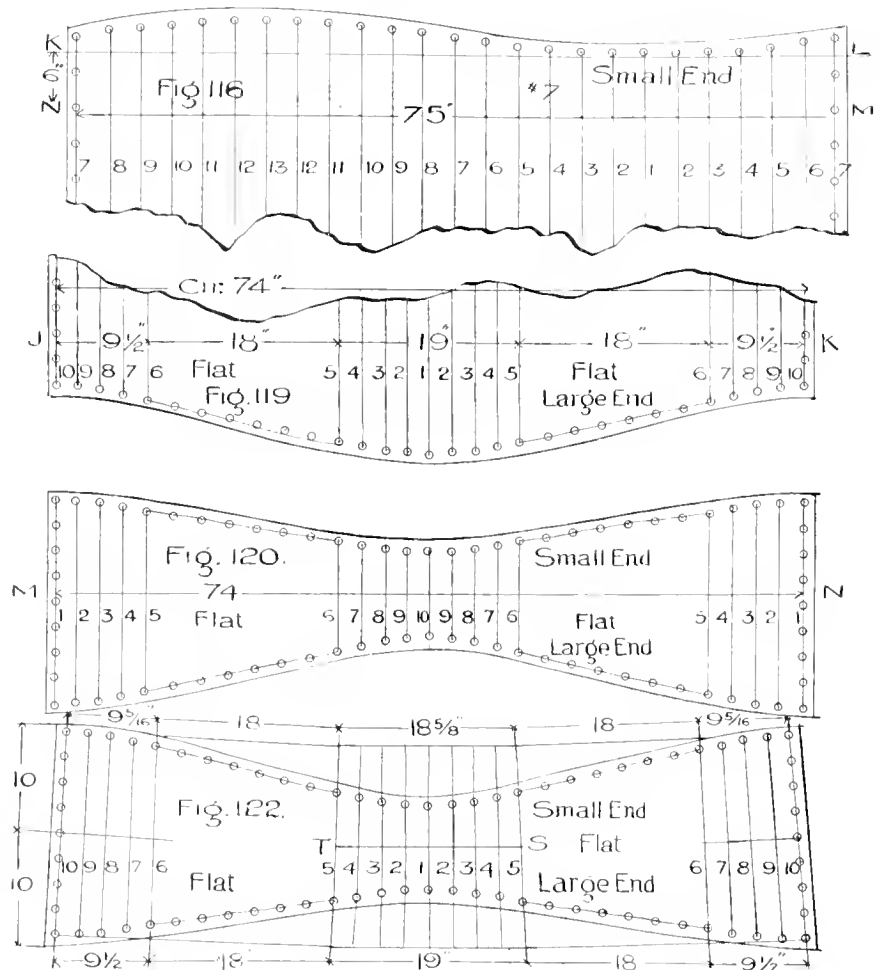 K
Fig 116
#7
Small End
L
Z
75"
M
7 8 9 10 11 12 13 12 11 10 9 8 7 6 5 4 3 2 1 2 3 4 5 6 7
Cir. 74"
J 9½" 18" 19" 18" 9½" K
10 9 8 7 6 Flat 5 4 3 2 1 2 3 4 5 Flat 6 7 8 9 10
Fig. 119 Large End
Fig. 120. Small End
M 74 N
1 2 3 4 5 Flat 6 7 8 9 10 9 8 7 6 Flat 5 4 3 2 1
Large End
9 5/16" 18 18 5/8" 18 9 5/16"
10
Fig. 122. Small End
T S Flat
10 9 8 7 6 5 4 3 2 1 2 3 4 5 6 7 8 9 10
10 Flat Large End
9½ 18 19" 18 9½"